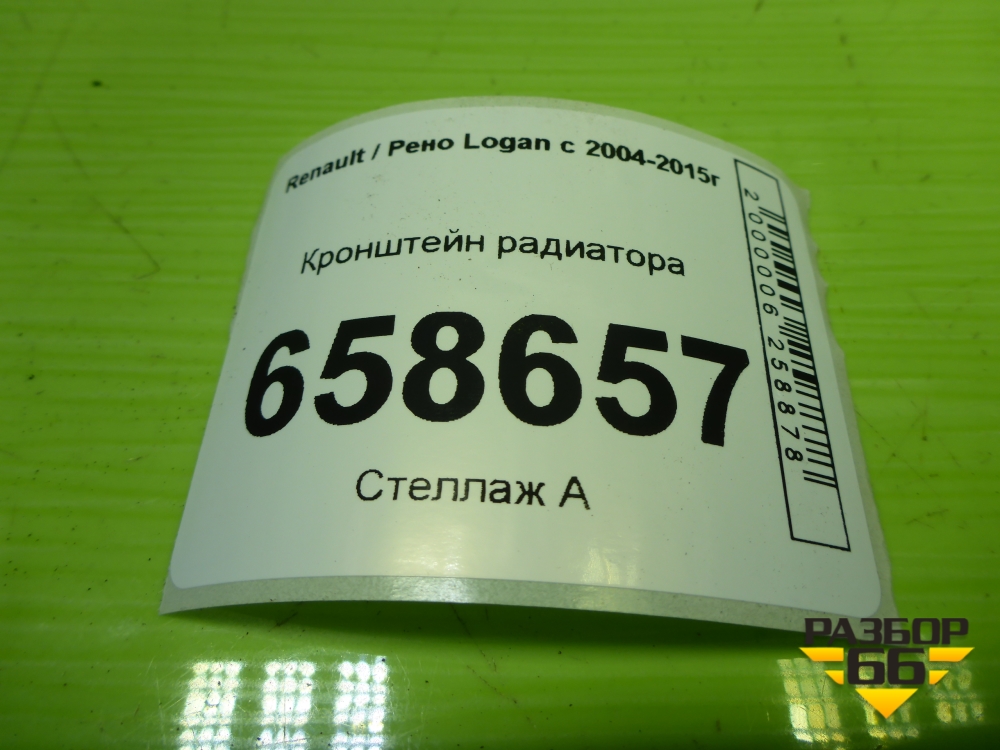 Renault / Рено Logan с 2004-2015г
Кронштейн радиатора
658657
Стеллаж А
2000006258878
РАЗБОР
66